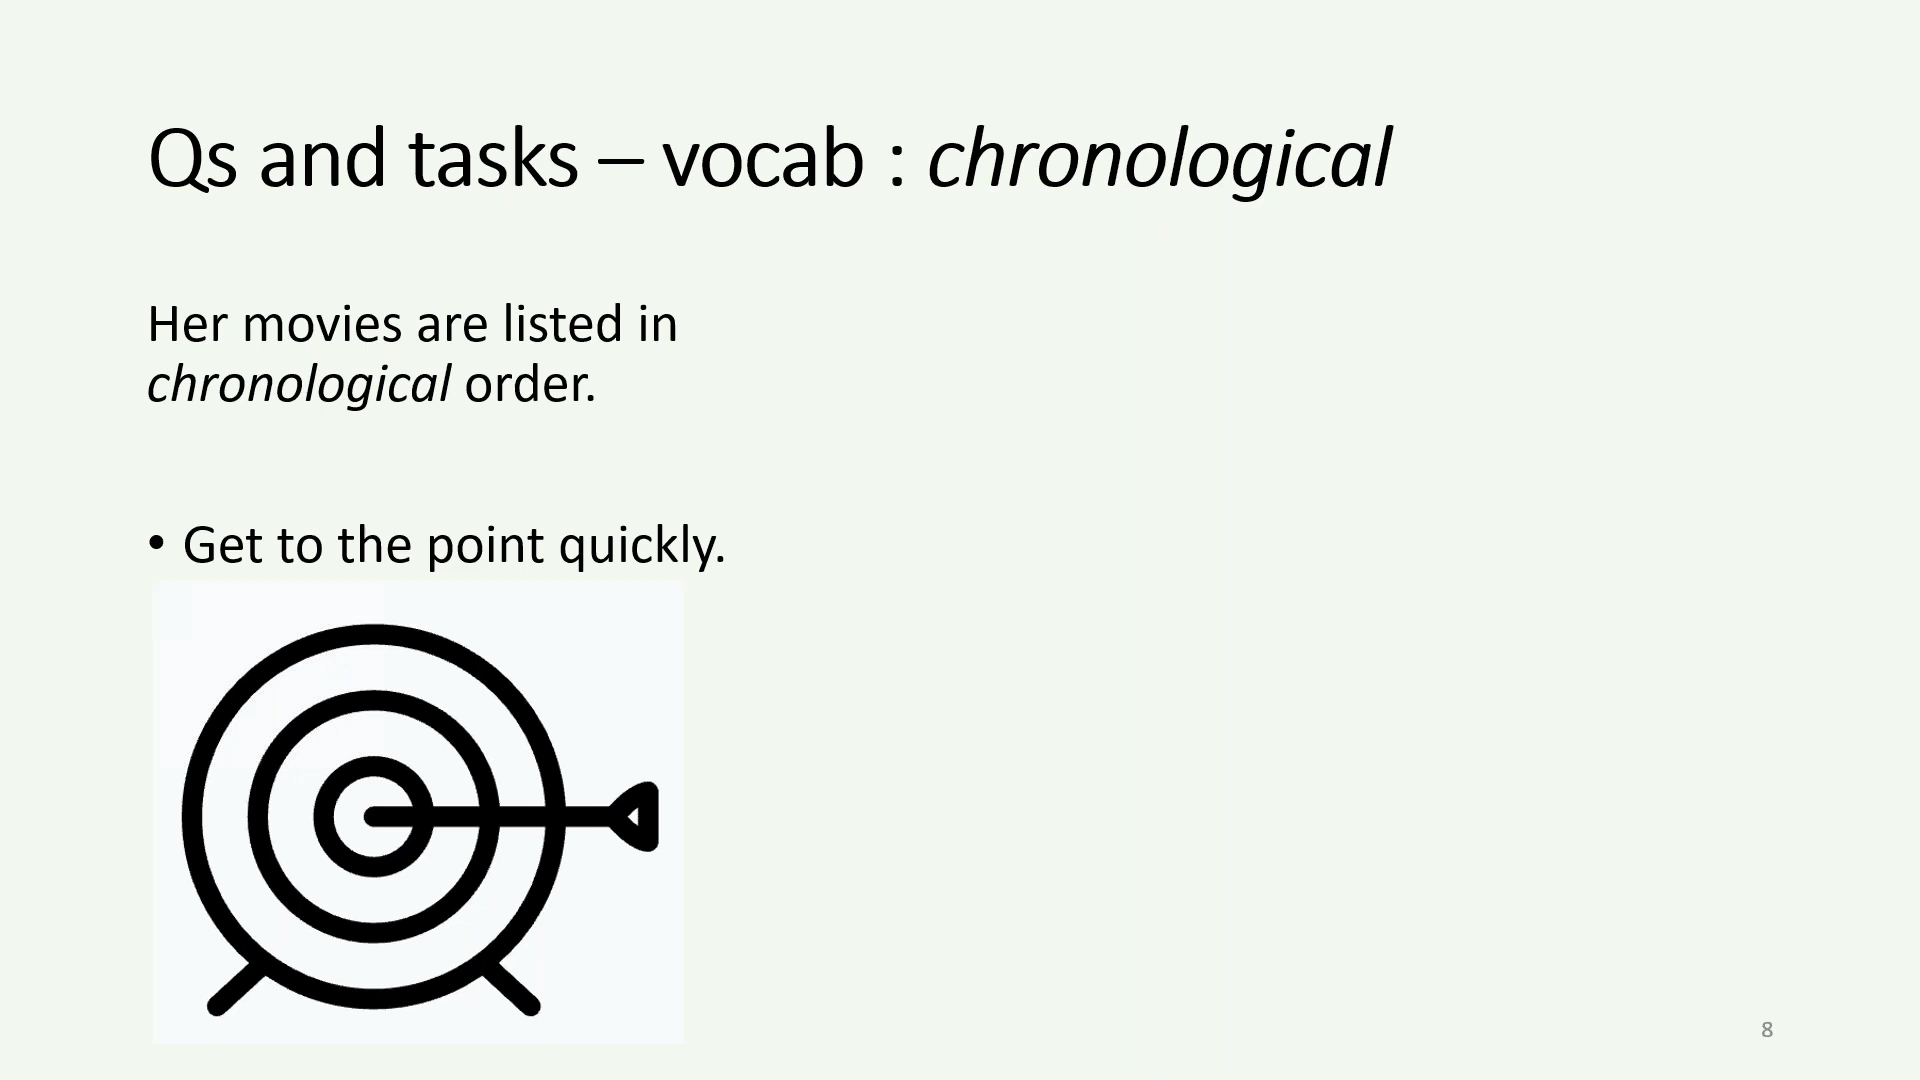 Qs and tasks – vocab : chronological
Her movies are listed in
chronological order.
• Get to the point quickly.
8